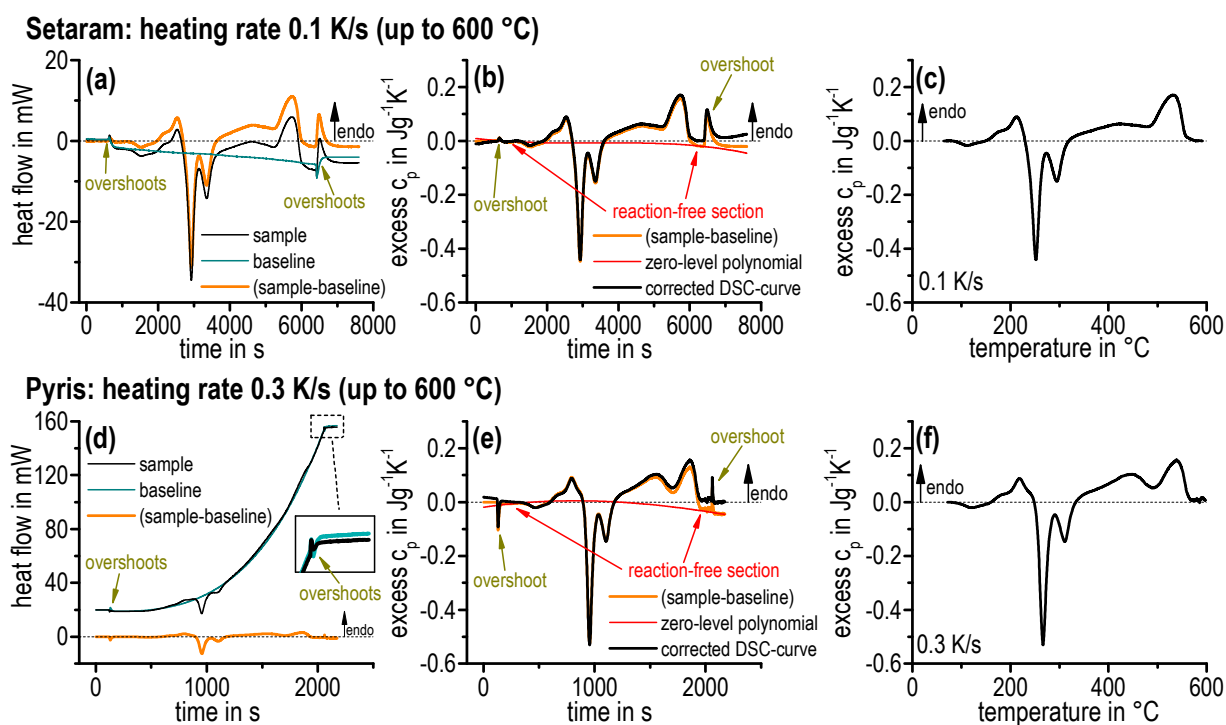 Setaram: heating rate 0.1 K/s (up to 600 °C)
(a)
heat flow in mW
20
0
-20
-40
overshoots
overshoots
endo
sample
baseline
(sample-baseline)
0 2000 4000 6000 8000
time in s
(b)
excess cp in Jg-1K-1
0.2
0.0
-0.2
-0.4
-0.6
overshoot
overshoot
endo
reaction-free section
(sample-baseline)
zero-level polynomial
corrected DSC-curve
0 2000 4000 6000 8000
time in s
(c)
excess cp in Jg-1K-1
0.2
0.0
-0.2
-0.4
-0.6
endo
0.1 K/s
0 200 400 600
temperature in °C
Pyris: heating rate 0.3 K/s (up to 600 °C)
(d)
heat flow in mW
160
120
80
40
0
sample
baseline
(sample-baseline)
overshoots
overshoots
endo
0 1000 2000
time in s
(e)
excess cp in Jg-1K-1
0.2
0.0
-0.2
-0.4
-0.6
overshoot
endo
overshoot
reaction-free section
(sample-baseline)
zero-level polynomial
corrected DSC-curve
0 1000 2000
time in s
(f)
excess cp in Jg-1K-1
0.2
0.0
-0.2
-0.4
-0.6
endo
0.3 K/s
0 200 400 600
temperature in °C